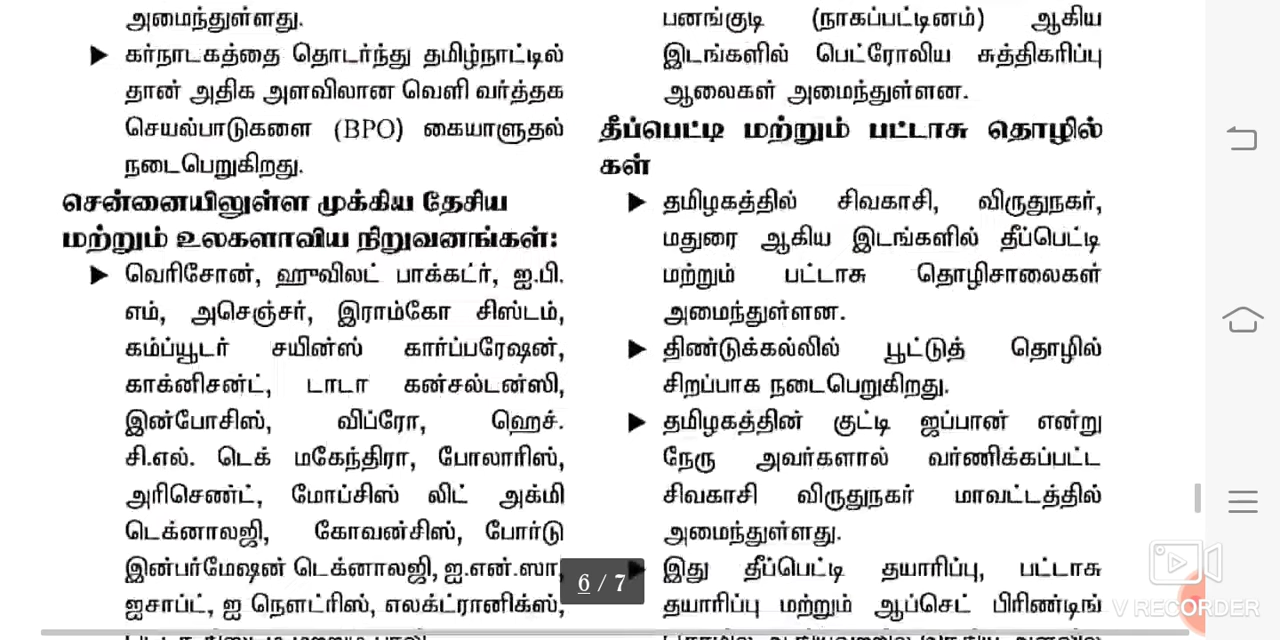 அமைந்துள்ளது.
▶ கர்நாடகத்தை தொடர்ந்து தமிழ்நாட்டில்
தான் அதிக அளவிலான வெளி வர்த்தக
செயல்பாடுகளை (BPO) கையாளுதல்
நடைபெறுகிறது.
சென்னையிலுள்ள முக்கிய தேசிய
மற்றும் உலகளாவிய நிறுவனங்கள்:
▶ வெரிசோன், ஹுவிலட் பாக்கட்ர், ஐ.பி.
எம், அசெஞ்சர், இராம்கோ சிஸ்டம்,
கம்ப்யூடர் சயின்ஸ் கார்ப்பரேஷன்,
காக்னிசன்ட், டாடா கன்சல்டன்ஸி,
இன்போசிஸ், விப்ரோ, ஹெச்.
சி.எல். டெக் மகேந்திரா, போலாரிஸ்,
அரிசெண்ட், மோப்சிஸ் லிட் அக்மி
டெக்னாலஜி, கோவன்சிஸ், போர்டு
இன்பர்மேஷன் டெக்னாலஜி, ஐ.என்.ஸா,
ஐசாப்ட், ஐ நெளட்ரிஸ், எலக்ட்ரானிக்ஸ்,
பனங்குடி (நாகப்பட்டினம்) ஆகிய
இடங்களில் பெட்ரோலிய சுத்திகரிப்பு
ஆலைகள் அமைந்துள்ளன.
தீப்பெட்டி மற்றும் பட்டாசு தொழில்
கள்
▶ தமிழகத்தில் சிவகாசி, விருதுநகர்,
மதுரை ஆகிய இடங்களில் தீப்பெட்டி
மற்றும் பட்டாசு தொழிசாலைகள்
அமைந்துள்ளன.
▶ திண்டுக்கல்லில் பூட்டுத் தொழில்
சிறப்பாக நடைபெறுகிறது.
▶ தமிழகத்தின் குட்டி ஜப்பான் என்று
நேரு அவர்களால் வர்ணிக்கப்பட்ட
சிவகாசி விருதுநகர் மாவட்டத்தில்
அமைந்துள்ளது.
▶ இது தீப்பெட்டி தயாரிப்பு, பட்டாசு
தயாரிப்பு மற்றும் ஆப்செட் பிரிண்டிங்
6 / 7
V RECORDER